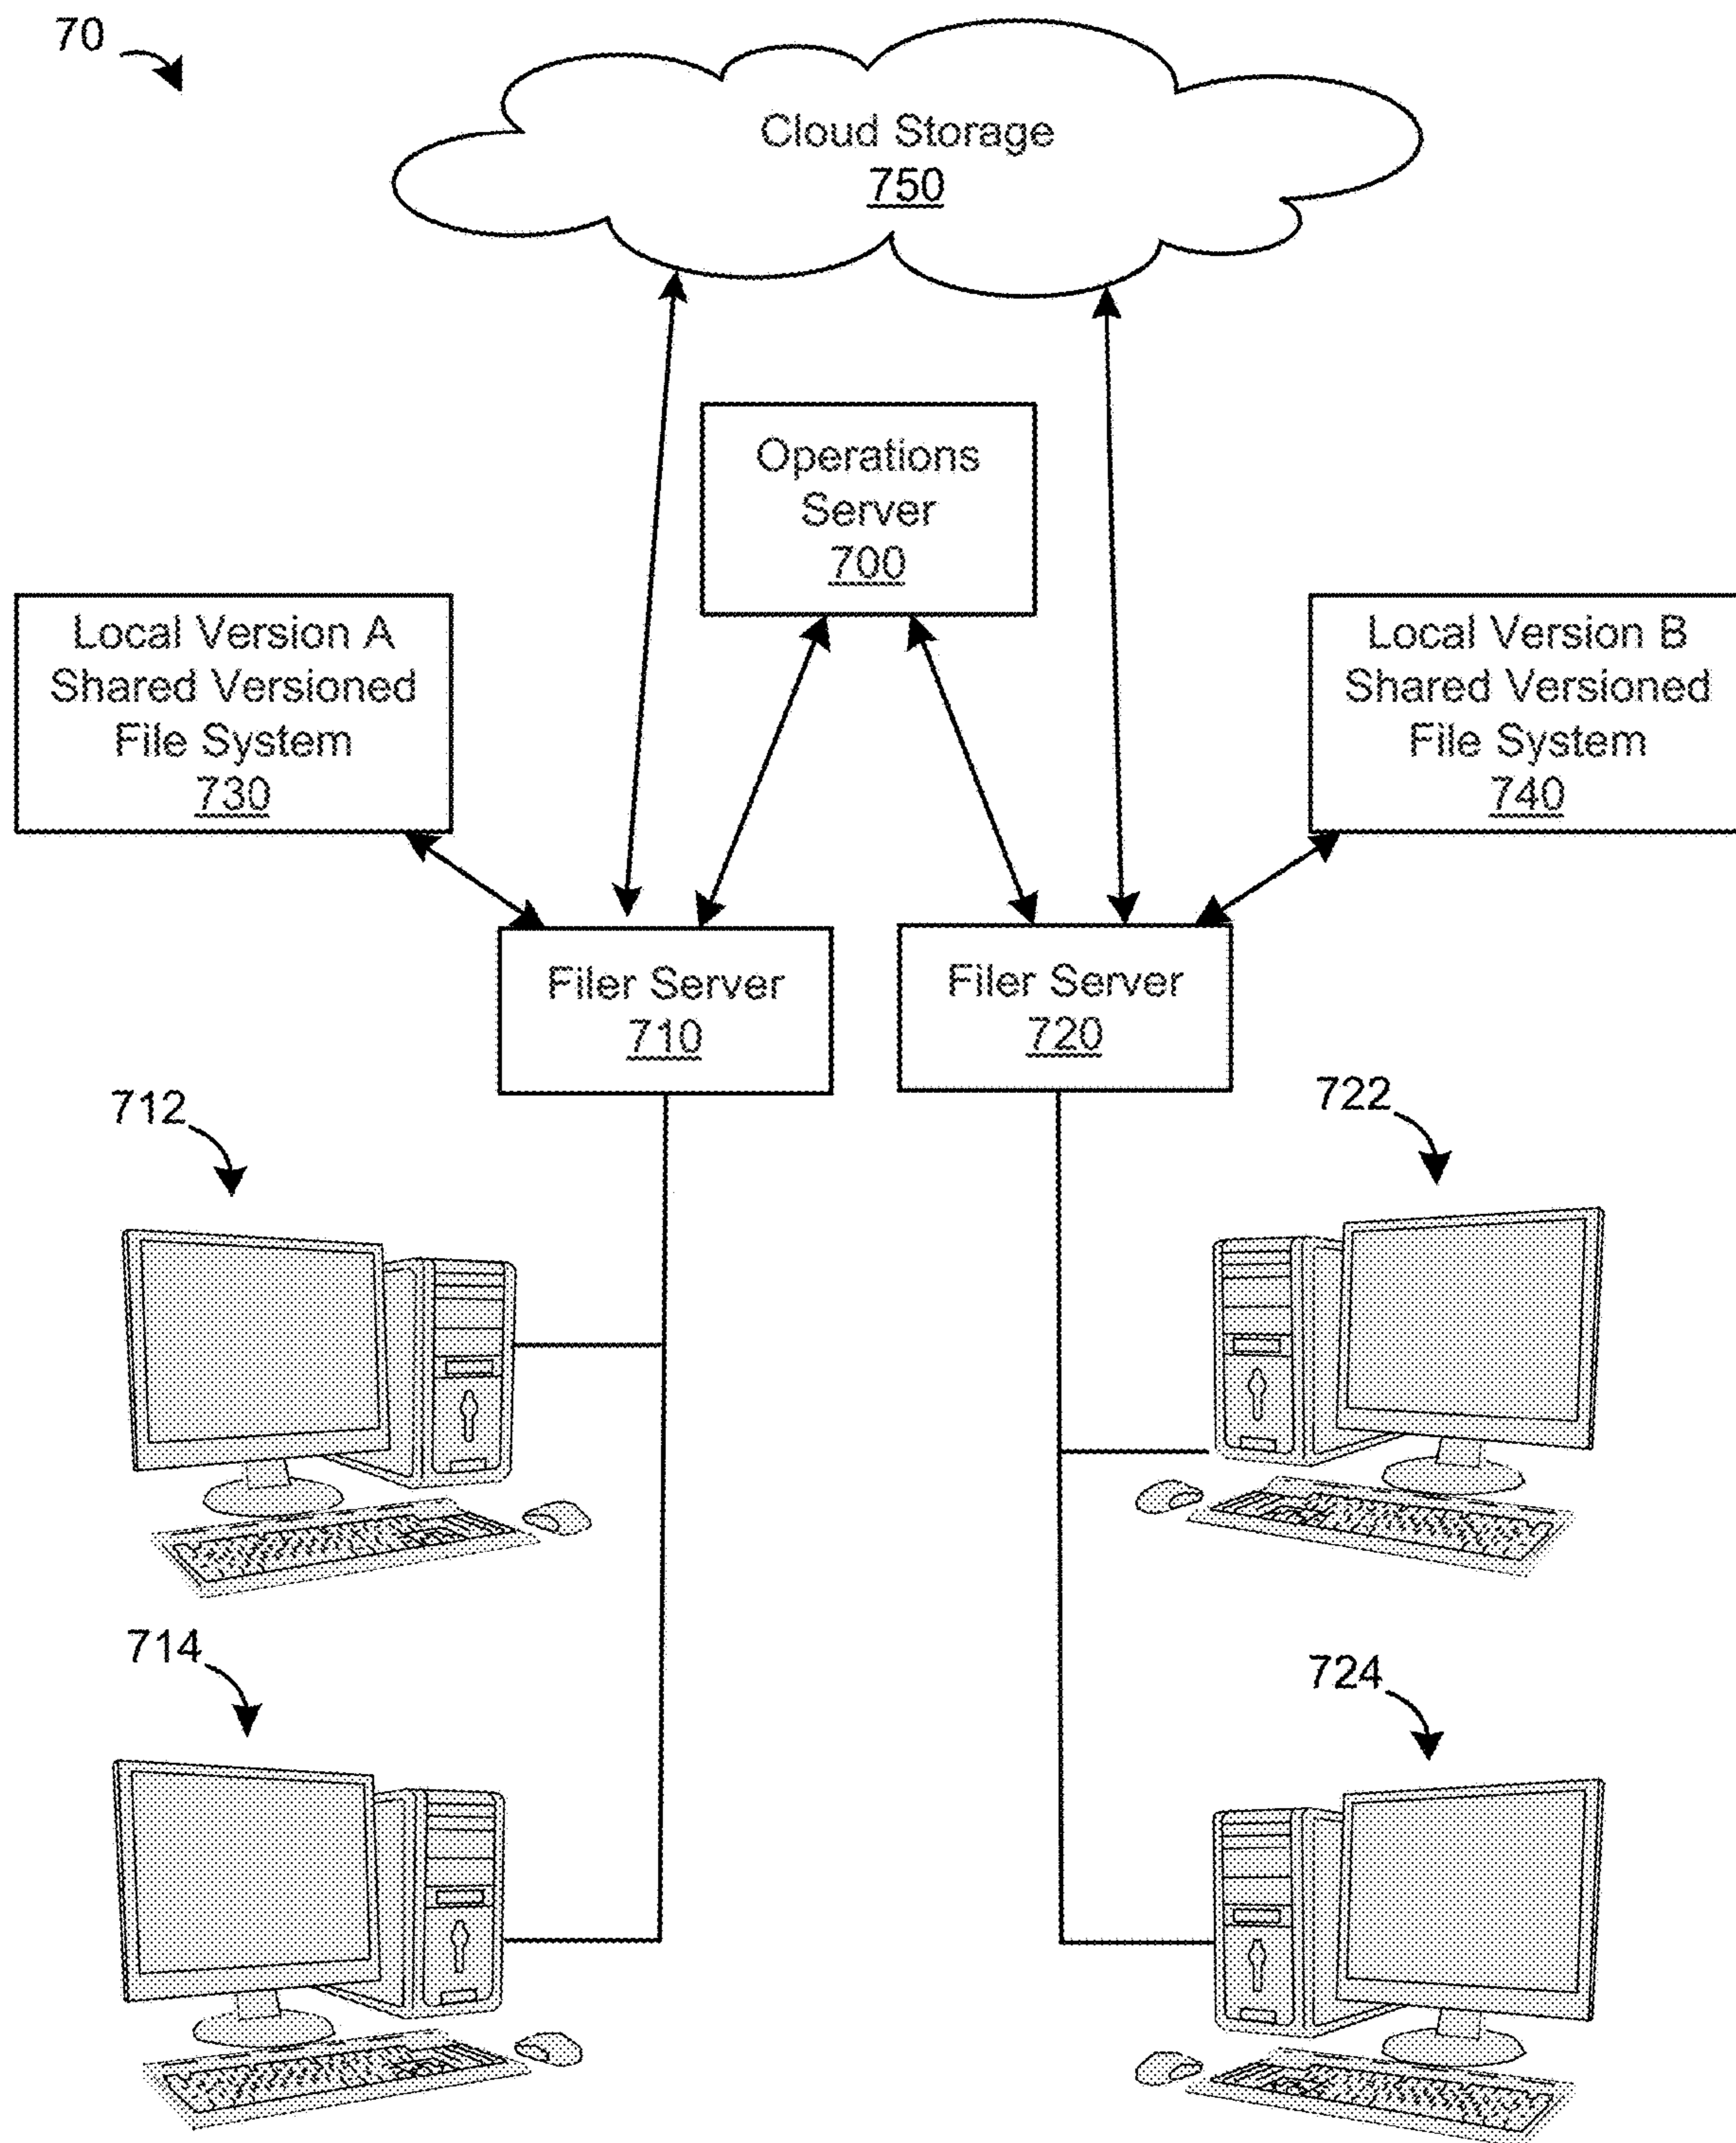 70
Cloud Storage
750
Operations
Server
700
Local Version A
Shared Versioned
File System
730
Local Version B
Shared Versioned
File System
740
Filer Server
710
Filer Server
720
712
722
714
724